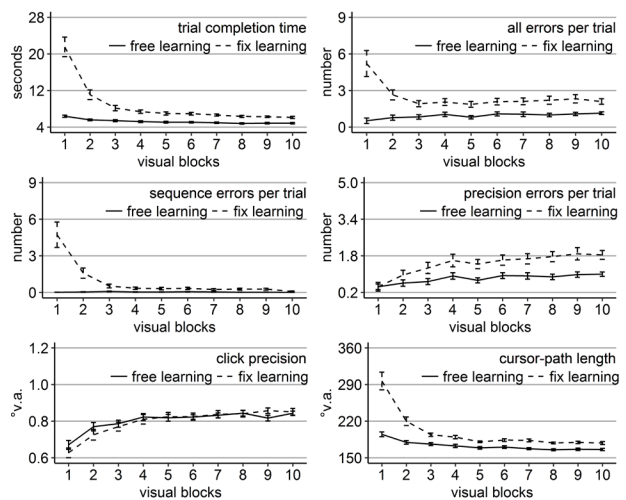 trial completion time
free learning fix learning
28
20
12
4
seconds
1 2 3 4 5 6 7 8 9 10
visual blocks
all errors per trial
free learning fix learning
9
6
3
0
number
1 2 3 4 5 6 7 8 9 10
visual blocks
sequence errors per trial
free learning fix learning
9
6
3
0
number
1 2 3 4 5 6 7 8 9 10
visual blocks
precision errors per trial
free learning fix learning
5.0
3.4
1.8
0.2
number
1 2 3 4 5 6 7 8 9 10
visual blocks
click precision
free learning fix learning
1.2
1.0
0.8
0.6
°v.a.
1 2 3 4 5 6 7 8 9 10
visual blocks
cursor-path length
free learning fix learning
360
290
220
150
°v.a.
1 2 3 4 5 6 7 8 9 10
visual blocks